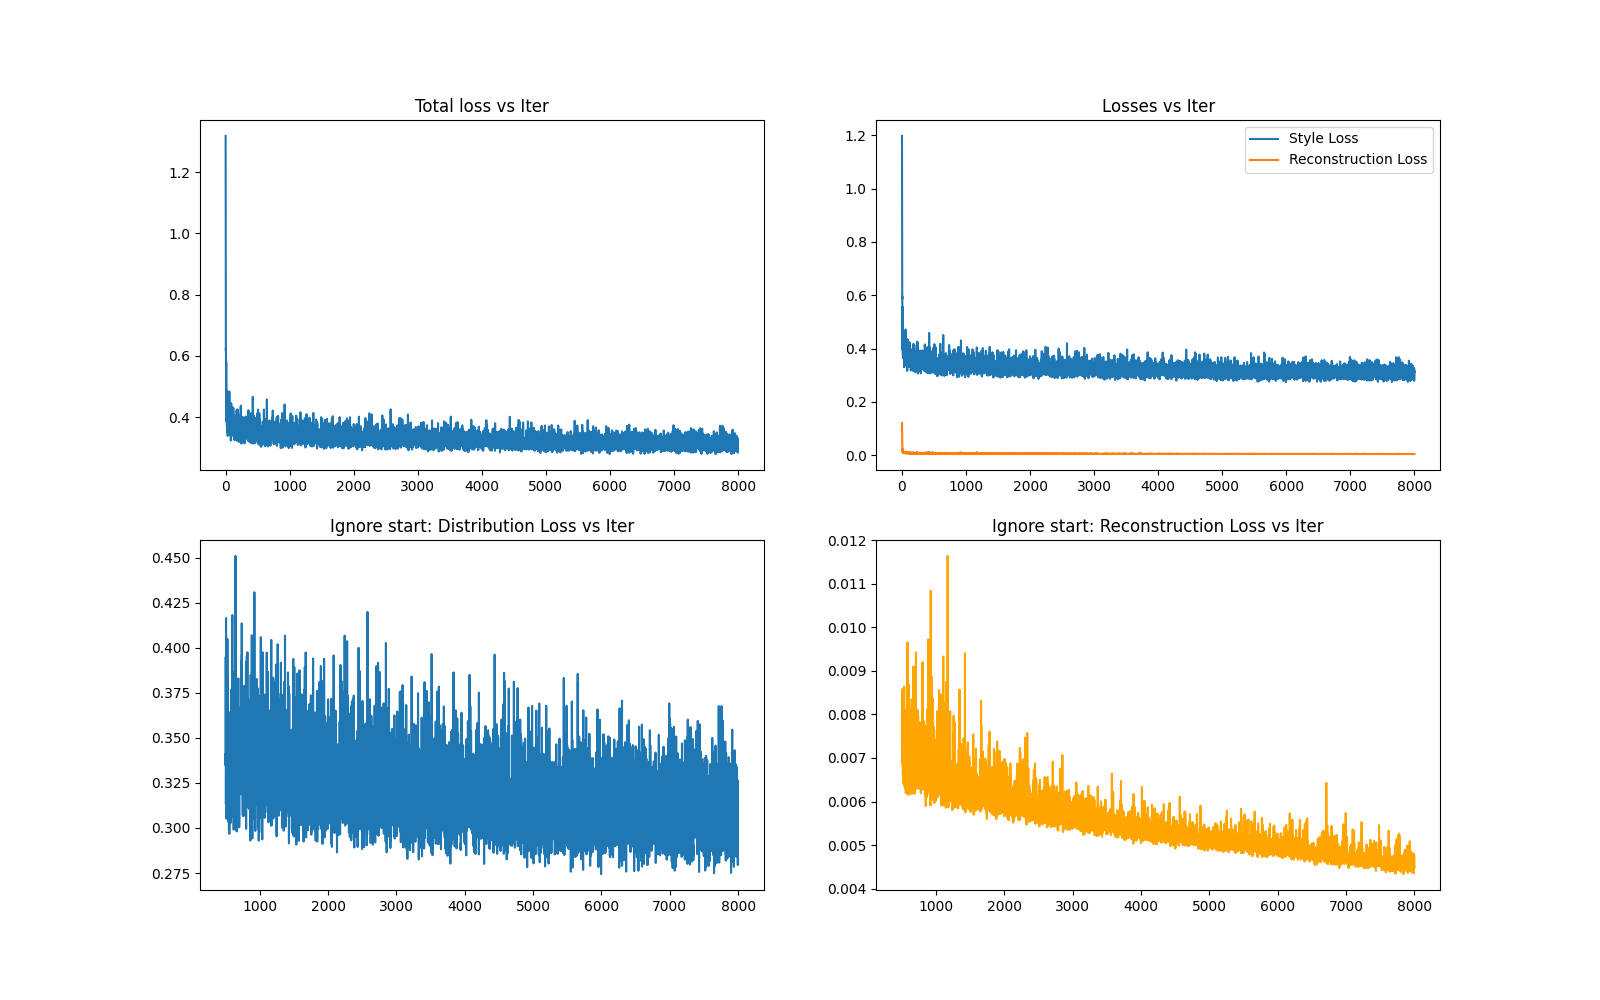 Total loss vs Iter
1.2
1.0
0.8
0.6
0.4
0 1000 2000 3000 4000 5000 6000 7000 8000
Losses vs Iter
Style Loss
Reconstruction Loss
1.2
1.0
0.8
0.6
0.4
0.2
0.0
0 1000 2000 3000 4000 5000 6000 7000 8000
Ignore start: Distribution Loss vs Iter
0.450
0.425
0.400
0.375
0.350
0.325
0.300
0.275
1000 2000 3000 4000 5000 6000 7000 8000
Ignore start: Reconstruction Loss vs Iter
0.012
0.011
0.010
0.009
0.008
0.007
0.006
0.005
0.004
1000 2000 3000 4000 5000 6000 7000 8000